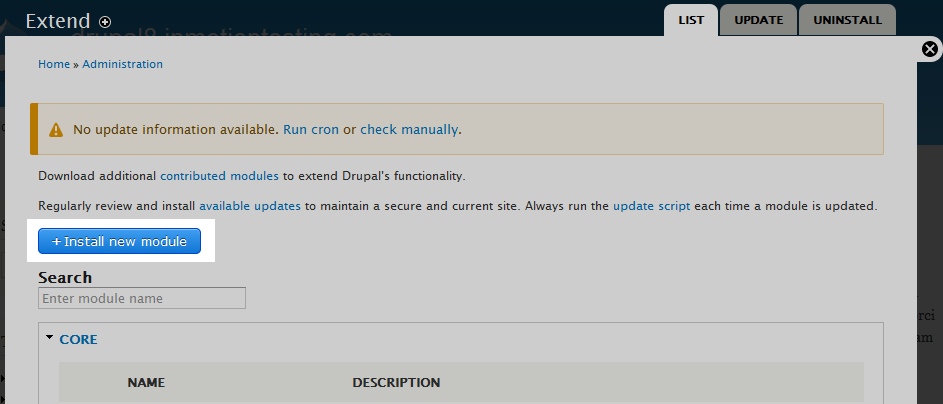 Extend
drupal8.inmotiontesting.com
LIST UPDATE UNINSTALL
Home » Administration
No update information available. Run cron or check manually.
Download additional contributed modules to extend Drupal's functionality.
Regularly review and install available updates to maintain a secure and current site. Always run the update script each time a module is updated.
+ Install new module
Search
Enter module name
CORE
NAME DESCRIPTION